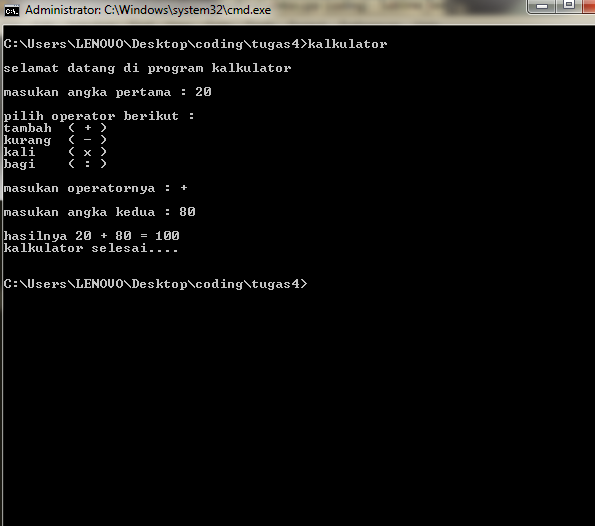 Administrator: C:\Windows\system32\cmd.exe
C:\Users\LENOVO\Desktop\coding\tugas4>kalkulator
selamat datang di program kalkulator
masukan angka pertama : 20
pilih operator berikut :
tambah ( + )
kurang ( - )
kali ( x )
bagi ( : )
masukan operatornya : +
masukan angka kedua : 80
hasilnya 20 + 80 = 100
kalkulator selesai....
C:\Users\LENOVO\Desktop\coding\tugas4>